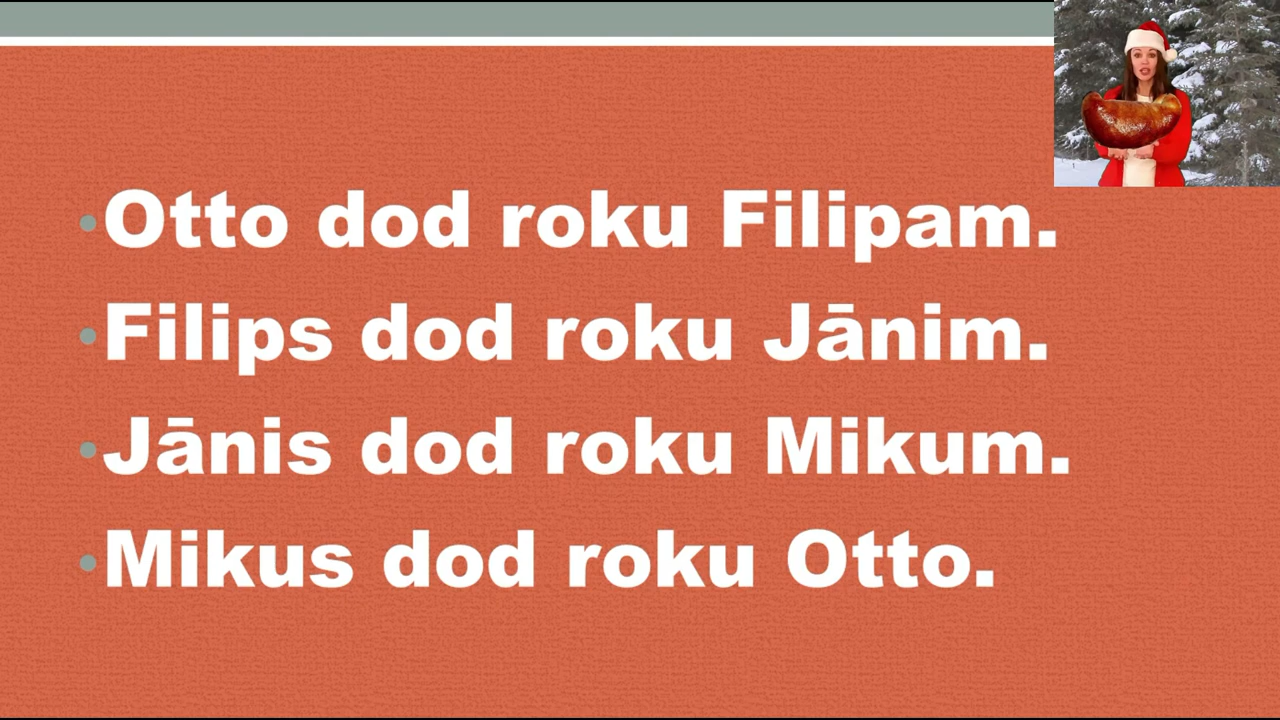 Otto dod roku Filipam.
Filips dod roku Jānim.
Jānis dod roku Mikum.
Mikus dod roku Otto.